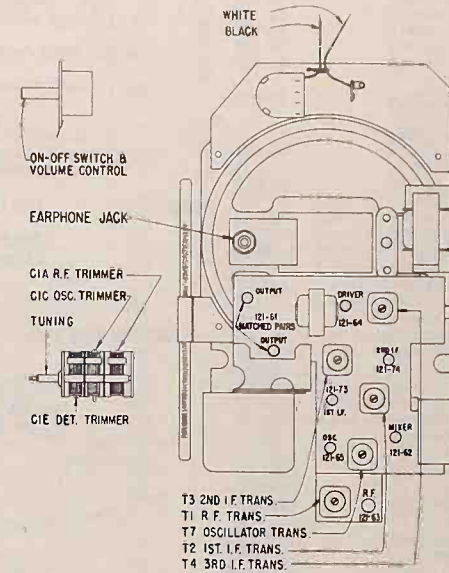 WHITE
BLACK
ON-OFF SWITCH &
VOLUME CONTROL
EARPHONE JACK
C1A R.F. TRIMMER
C1C OSC. TRIMMER
TUNING
C1E DET. TRIMMER
OUTPUT
121-61
MATCHED PAIRS
OUTPUT
DRIVER
121-64
2ND I.F.
121-74
121-73
1ST. I.F.
MIXER
121-62
OSC
121-65
R.F.
121-63
T3 2ND I.F. TRANS.
T1 R F. TRANS.
T7 OSCILLATOR TRANS.
T2 1ST. I.F. TRANS.
T4 3RD I.F. TRANS.